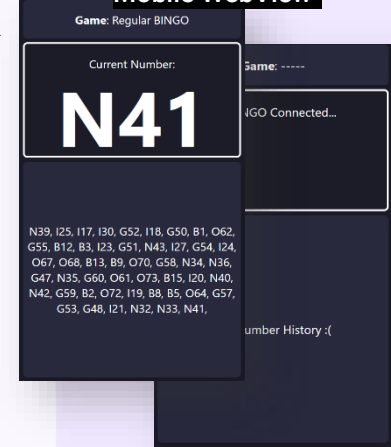 Mobile WebView
Game: Regular BINGO
Current Number:
N41
N39, I25, I17, I30, G52, I18, G50, B1, O62,
G55, B12, B3, I23, G51, N43, I27, G54, I24,
O67, O68, B13, B9, O70, G58, N34, N36,
G47, N35, G60, O61, O73, B15, I20, N40,
N42, G59, B2, O72, I19, B8, B5, O64, G57,
G53, G48, I21, N32, N33, N41,
Game: -----
NGO Connected...
umber History :(